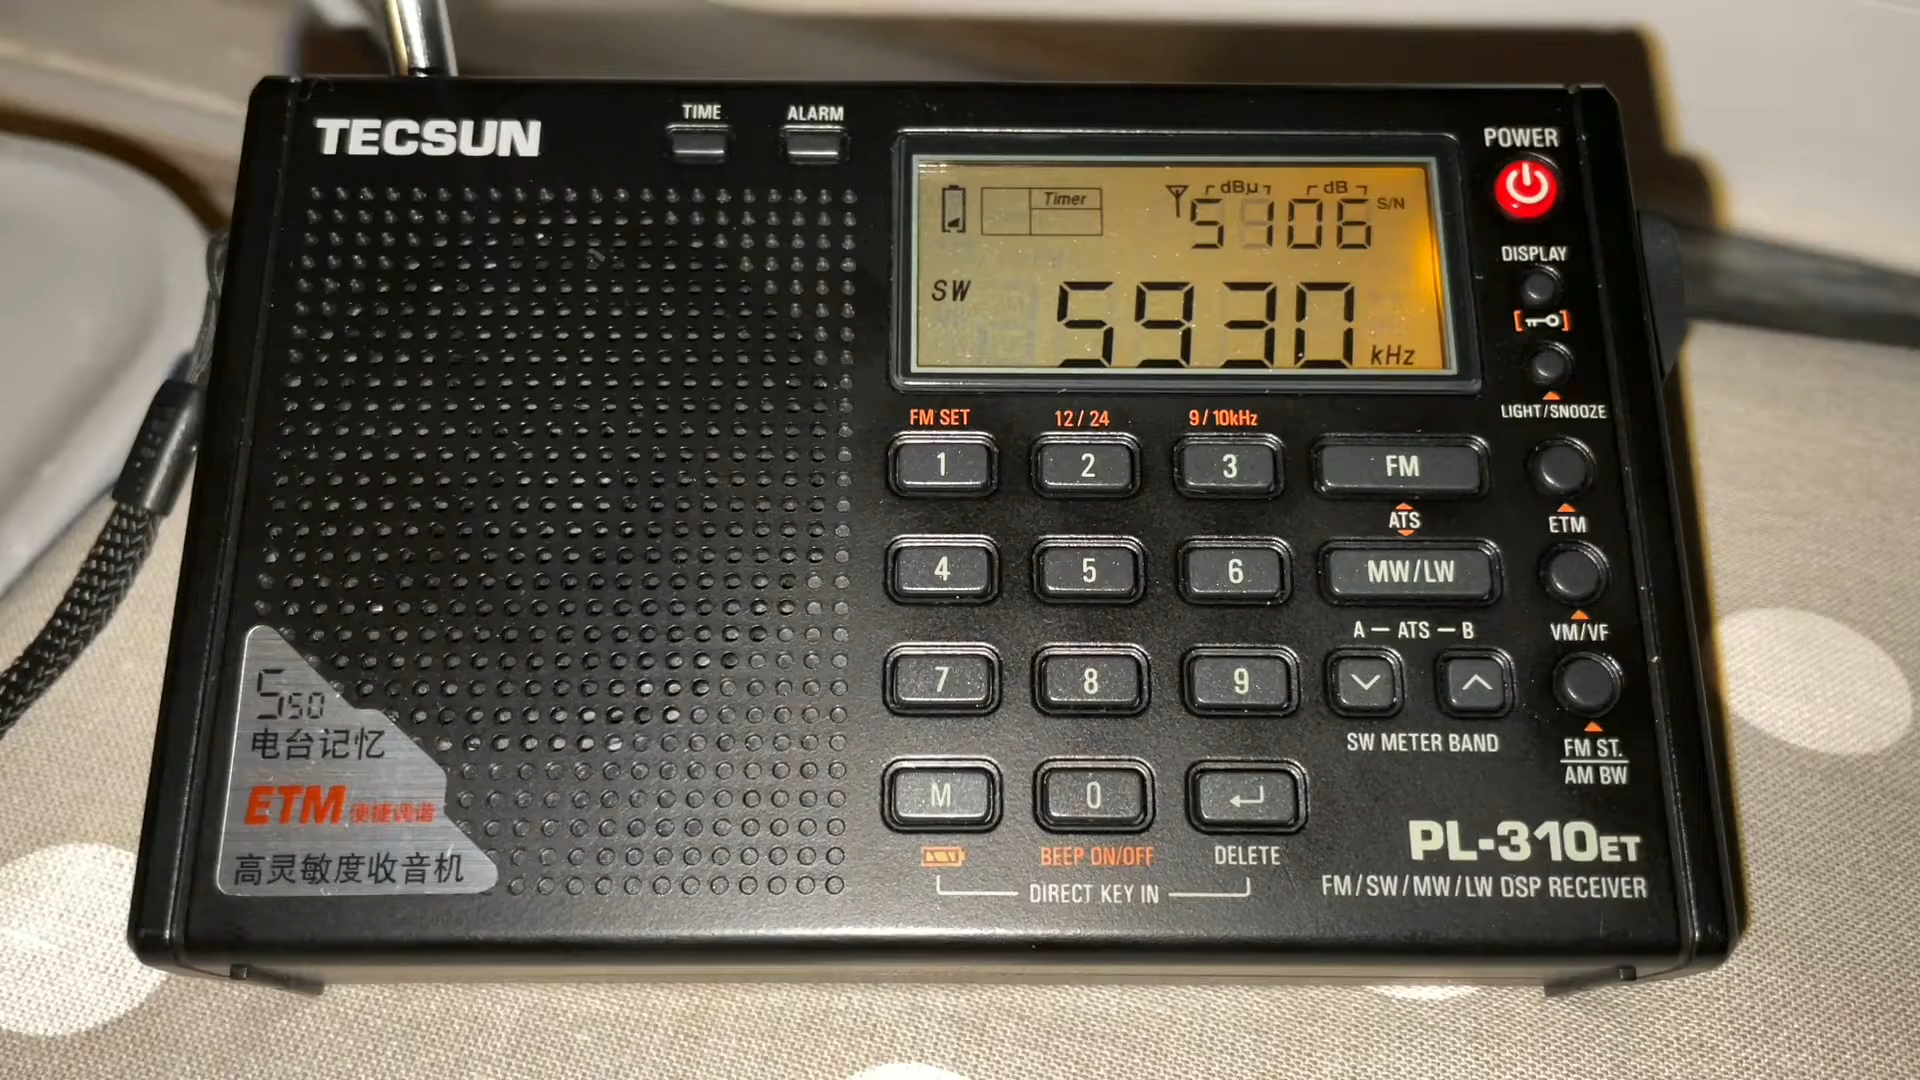 TECSUN
TIME
ALARM
POWER
Timer
dBµ
dB
S/N
5106
SW
5930
kHz
DISPLAY
LIGHT/SNOOZE
FM SET
12/24
9/10kHz
1
2
3
FM
ETM
ATS
4
5
6
MW/LW
VM/VF
A — ATS — B
7
8
9
SW METER BAND
FM ST.
AM BW
M
0
BEEP ON/OFF
DELETE
DIRECT KEY IN
PL-310ET
FM/SW/MW/LW DSP RECEIVER
550
电台记忆
ETM 便捷调谐
高灵敏度收音机